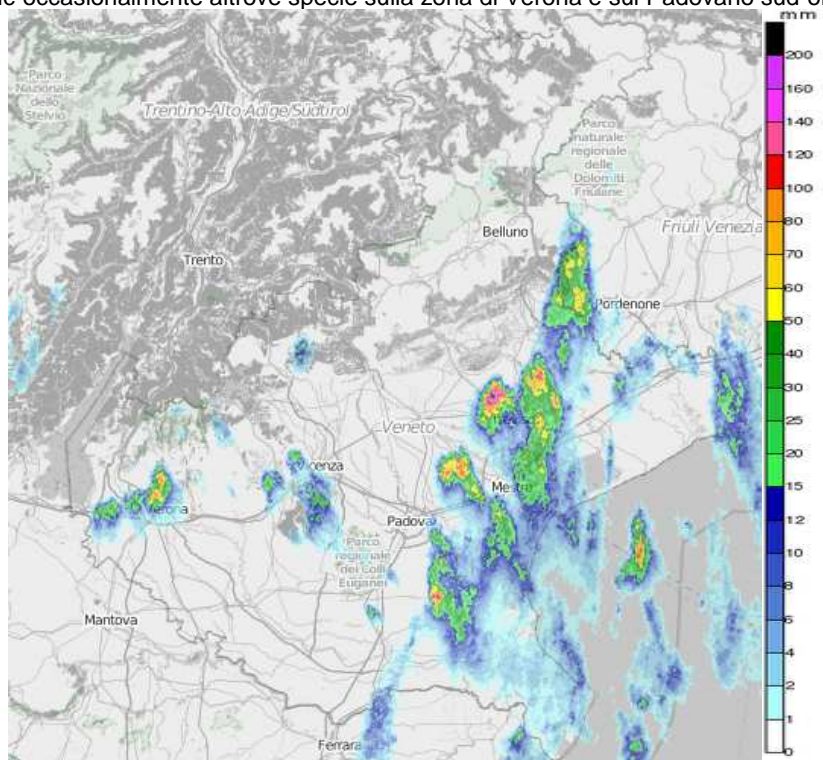 e occasionalmente altrove specie sulla zona di Verona e sul Padovano sud
mm
Parco
Nazionale
dello
Stelvio
Trentino-Alto Adige/Südtirol
Parco
naturale
regionale
delle
Dolomiti
Friulane
Belluno
Friuli Venezia
Trento
Pordenone
Veneto
Vicenza
Mestre
Verona
Padova
Parco
regionale
dei Colli
Euganei
Mantova
Ferrara
200
160
140
120
100
80
70
60
50
40
30
25
20
15
12
10
8
6
4
2
1
0